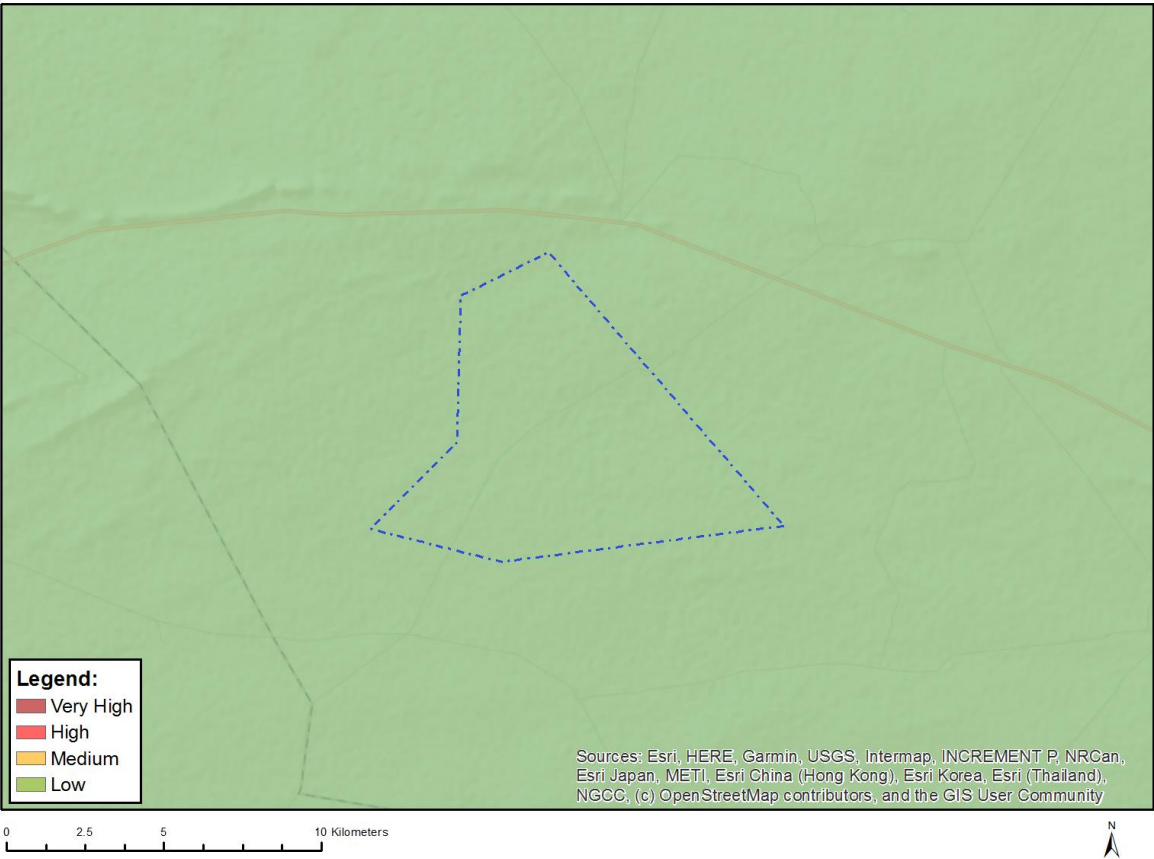 Legend:
Very High
High
Medium
Low
Sources: Esri, HERE, Garmin, USGS, Intermap, INCREMENT P, NRCan,
Esri Japan, METI, Esri China (Hong Kong), Esri Korea, Esri (Thailand),
NGCC, (c) OpenStreetMap contributors, and the GIS User Community
0 2.5 5 10 Kilometers
N